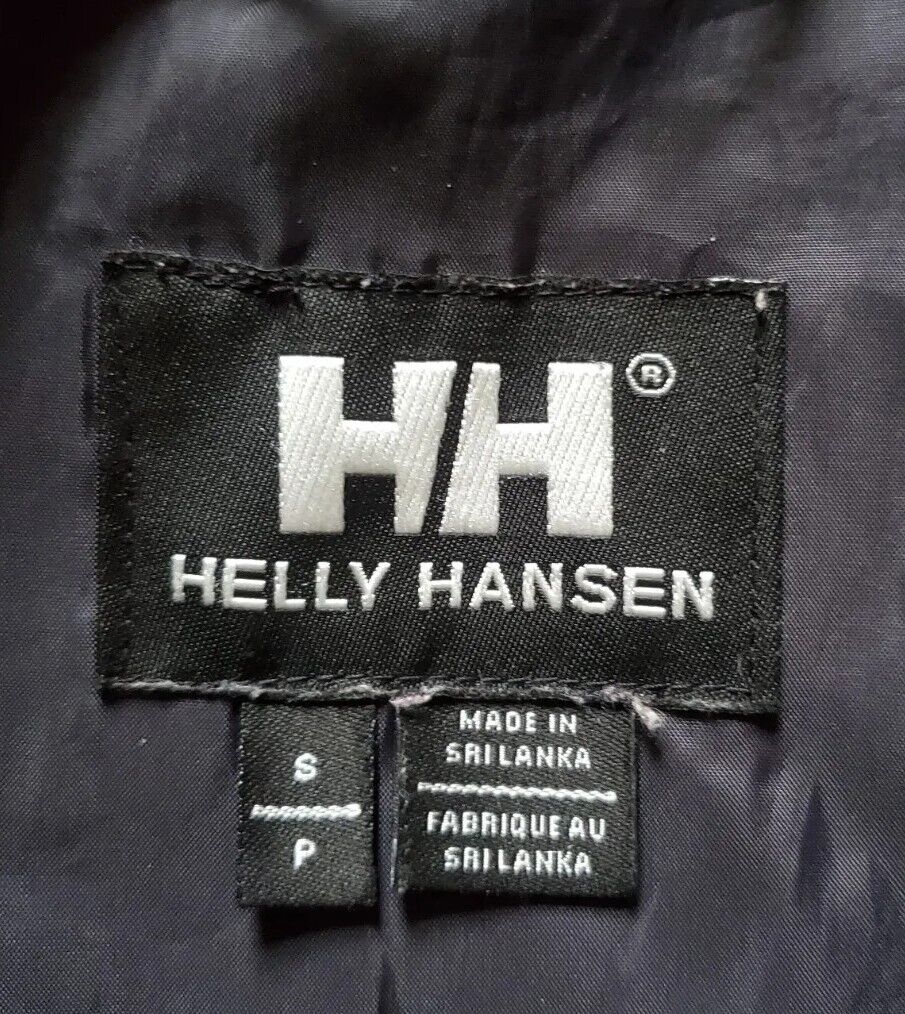 HH®
HELLY HANSEN
S
P
MADE IN
SRI LANKA
FABRIQUE AU
SRI LANKA